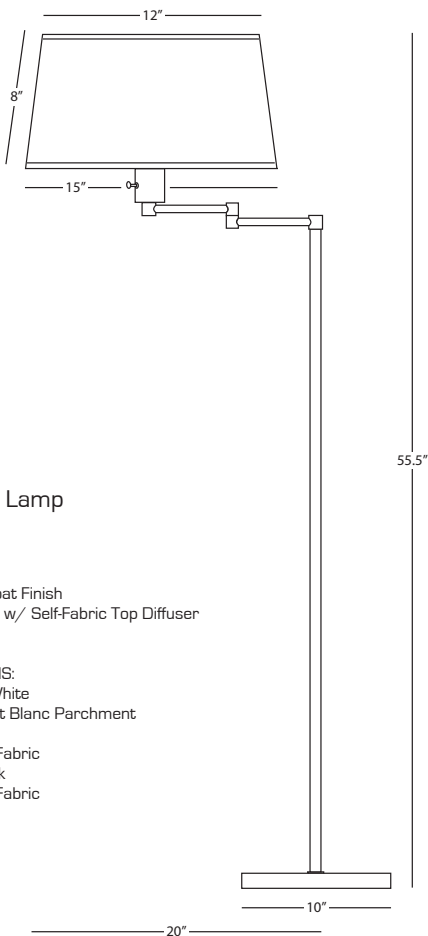 12”
8”
15”
55.5”
Lamp
oat Finish
w/ Self-Fabric Top Diffuser
NS:
White
t Blanc Parchment
Fabric
k
Fabric
10”
20”